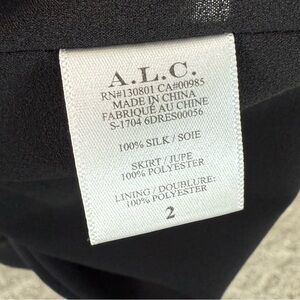 A.L.C.
RN#130801 CA#00985
MADE IN CHINA
FABRIQUÉ AU CHINE
S-1704 6DRES00056
100% SILK / SOIE
SKIRT / JUPE
100% POLYESTER
LINING / DOUBLURE:
100% POLYESTER
2